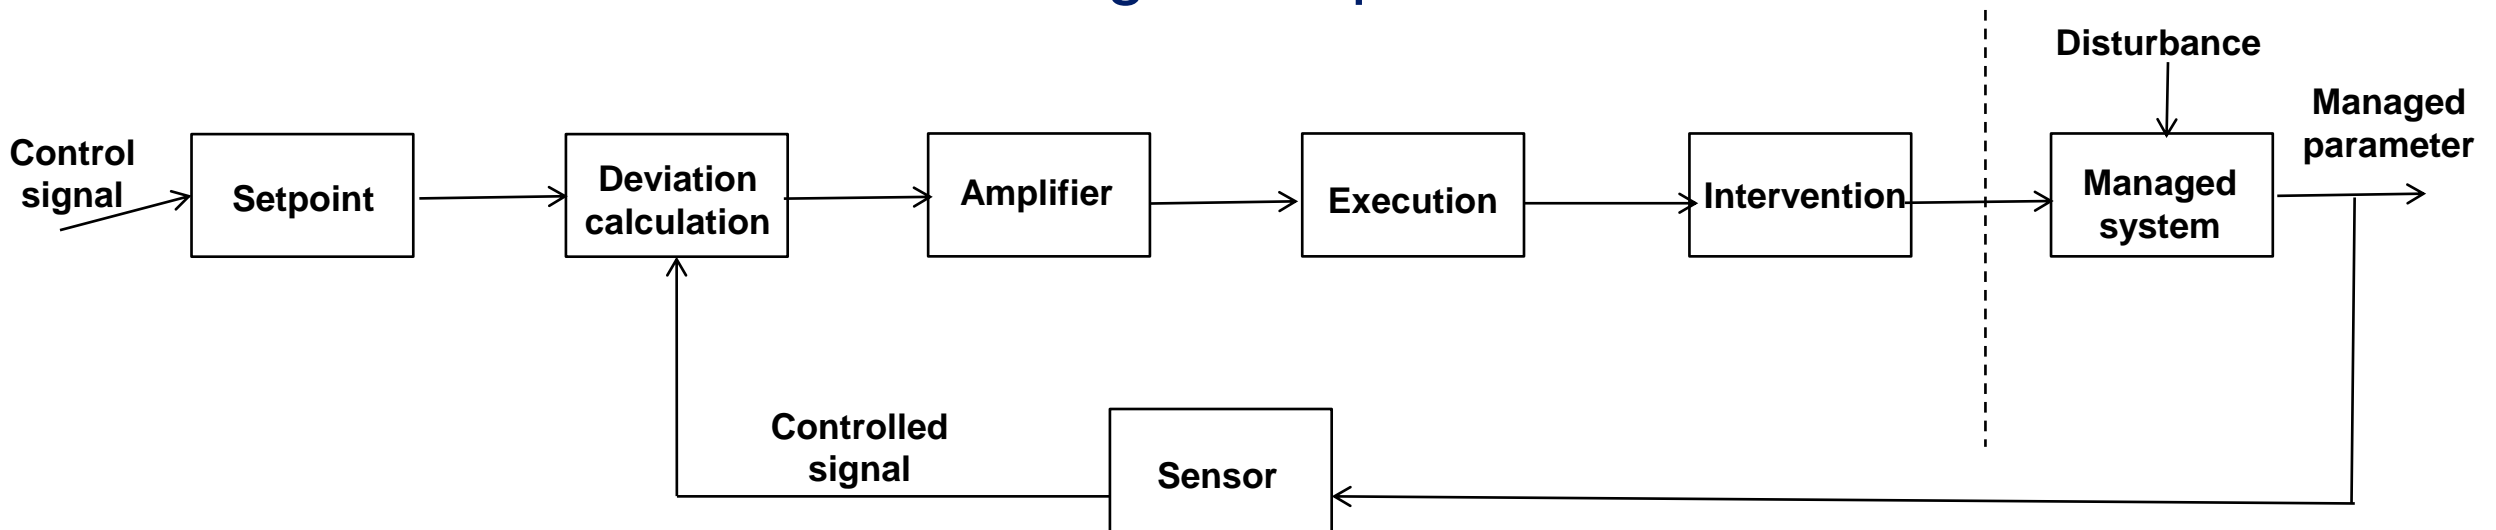 Disturbance
Managed
parameter
Control
signal
Setpoint
Deviation
calculation
Amplifier
Execution
Intervention
Managed
system
Controlled
signal
Sensor